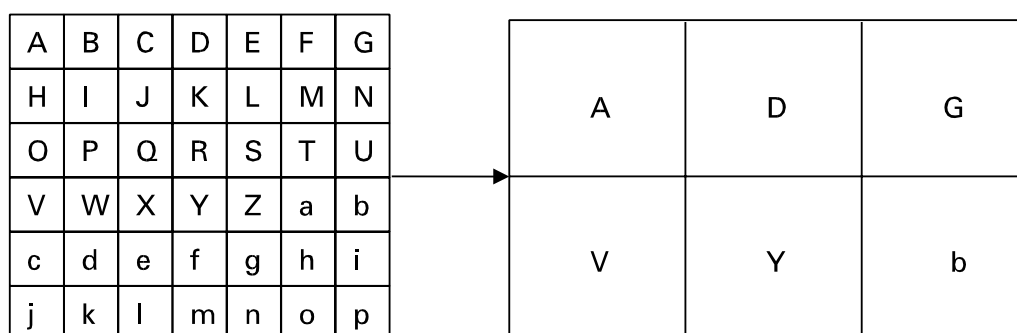 A B C D E F G
H I J K L M N
O P Q R S T U
V W X Y Z a b
c d e f g h i
j k l m n o p
A D G
V Y b